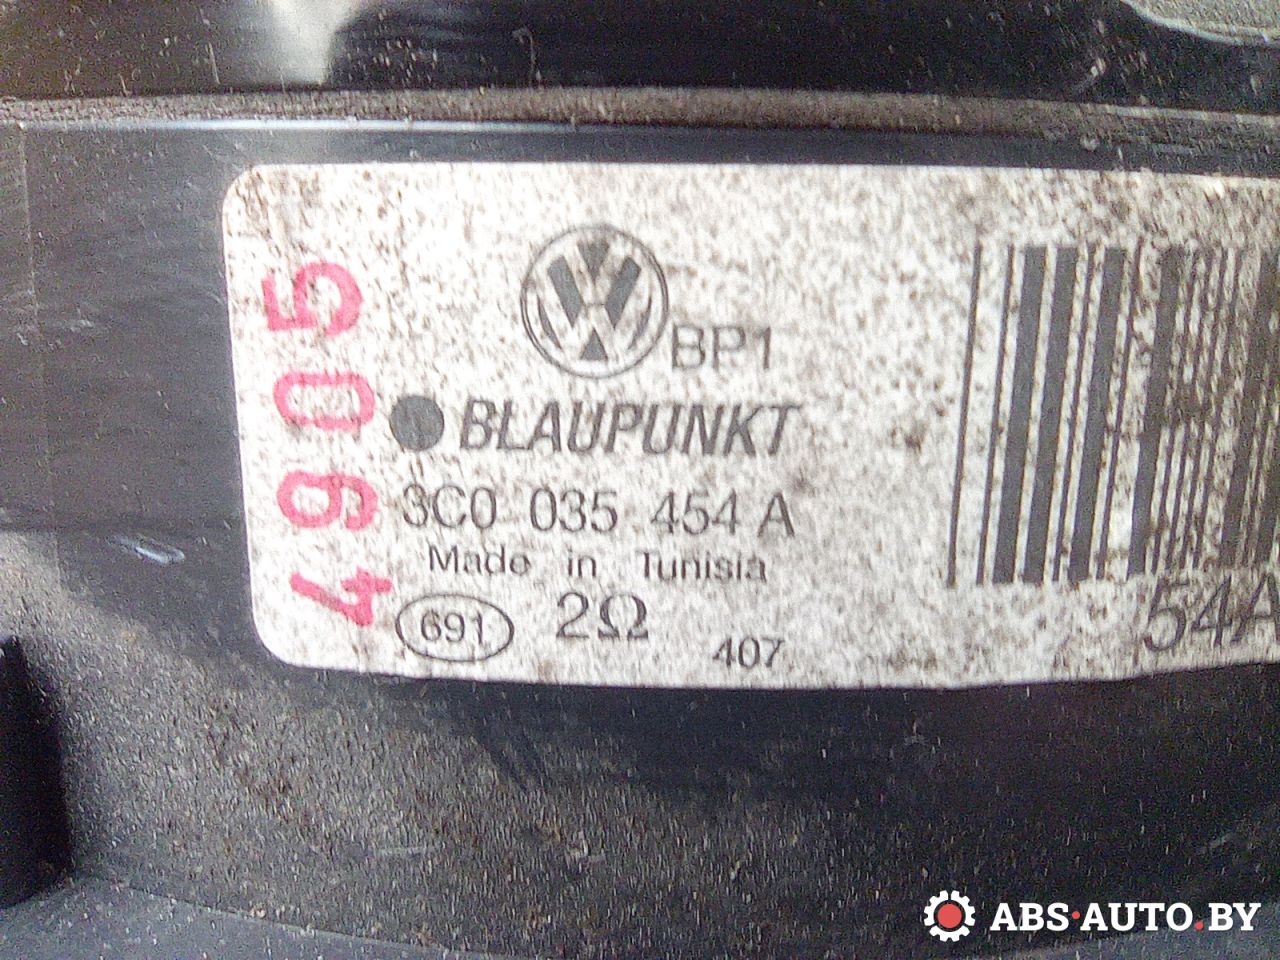 4905
BP1
BLAUPUNKT
3C0 035 454 A
Made in Tunisia
691 2Ω 407
54A
ABS·AUTO.BY